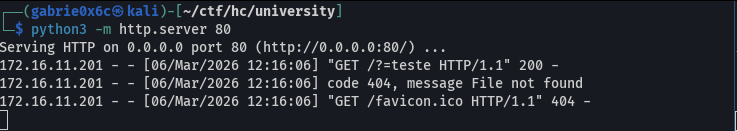 ┌──(gabrie0x6c㉿kali)-[~/ctf/hc/university]
└─$ python3 -m http.server 80
Serving HTTP on 0.0.0.0 port 80 (http://0.0.0.0:80/) ...
172.16.11.201 - - [06/Mar/2026 12:16:06] "GET /?=teste HTTP/1.1" 200 -
172.16.11.201 - - [06/Mar/2026 12:16:06] code 404, message File not found
172.16.11.201 - - [06/Mar/2026 12:16:06] "GET /favicon.ico HTTP/1.1" 404 -